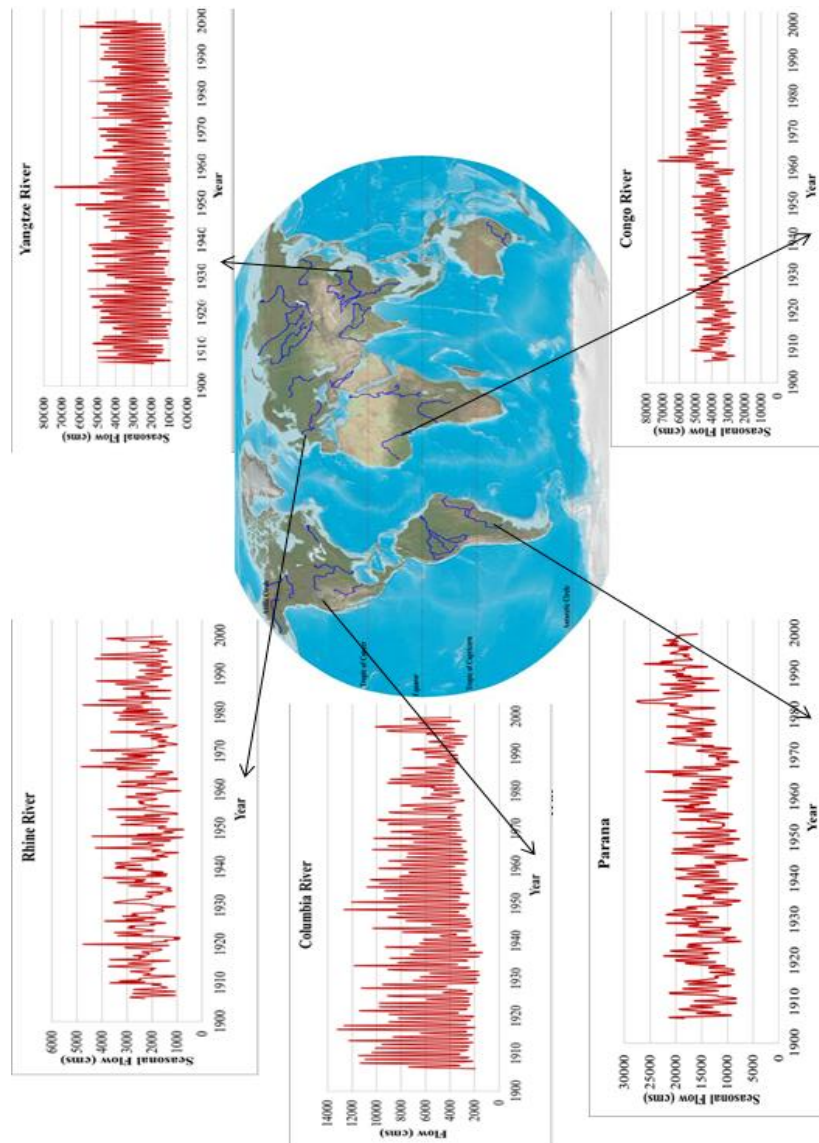 Rhine River
Seasonal Flow (cms)
6000
5000
4000
3000
2000
1000
0
1900 1910 1920 1930 1940 1950 1960 1970 1980 1990 2000
Year
Yangtze River
Seasonal Flow (cms)
80000
70000
60000
50000
40000
30000
20000
10000
00000
1900 1910 1920 1930 1940 1950 1960 1970 1980 1990 2000
Year
Columbia River
Flow (cms)
14000
12000
10000
8000
6000
4000
2000
0
1900 1910 1920 1930 1940 1950 1960 1970 1980 1990 2000
Year
Arctic Circle
Tropic of Cancer
Equator
Tropic of Capricorn
Antarctic Circle
Parana
Seasonal Flow (cms)
30000
25000
20000
15000
10000
5000
0
1900 1910 1920 1930 1940 1950 1960 1970 1980 1990 2000
Year
Congo River
Seasonal Flow (cms)
80000
70000
60000
50000
40000
30000
20000
10000
0
1900 1910 1920 1930 1940 1950 1960 1970 1980 1990 2000
Year